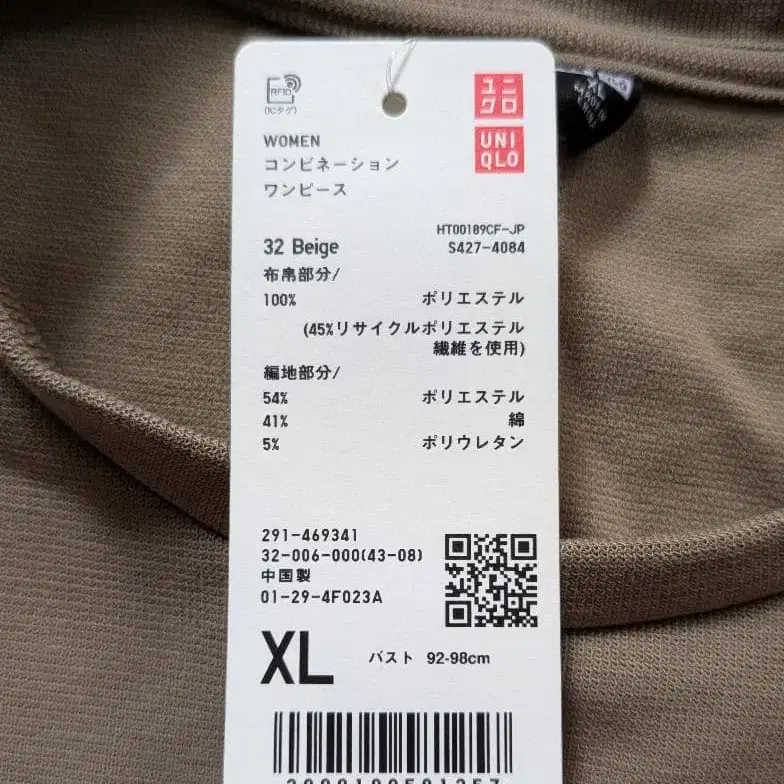 RFID
(ICタグ)
ユニ
クロ
UNI
QLO
WOMEN
コンビネーション
ワンピース
HT00189CF-JP
32 Beige
S427-4084
布帛部分/
100% ポリエステル
(45%リサイクルポリエステル
繊維を使用)
編地部分/
54% ポリエステル
41% 綿
5% ポリウレタン
291-469341
32-006-000(43-08)
中国製
01-29-4F023A
XL バスト 92-98cm